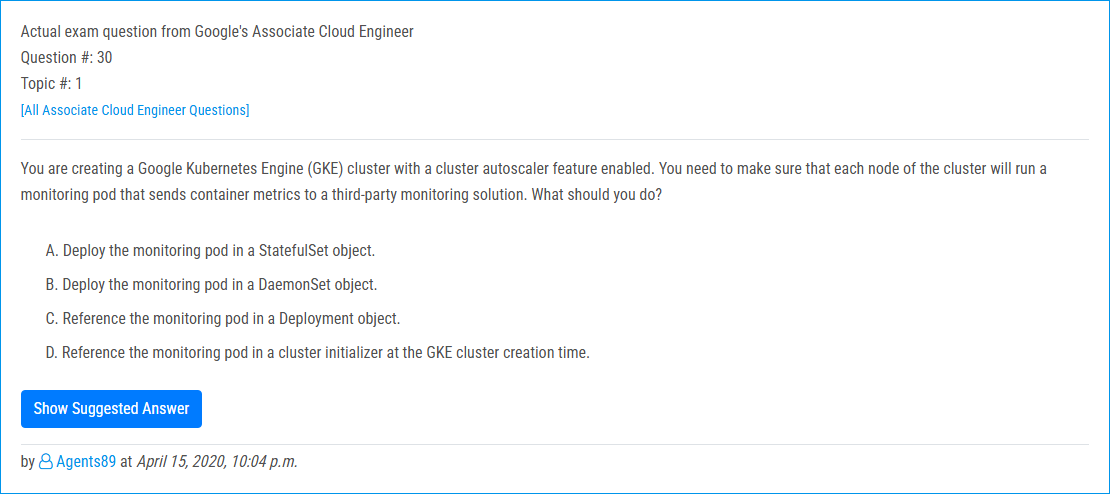 Actual exam question from Google's Associate Cloud Engineer
Question #: 30
Topic #: 1
[All Associate Cloud Engineer Questions]
You are creating a Google Kubernetes Engine (GKE) cluster with a cluster autoscaler feature enabled. You need to make sure that each node of the cluster will run a
monitoring pod that sends container metrics to a third-party monitoring solution. What should you do?
A. Deploy the monitoring pod in a StatefulSet object.
B. Deploy the monitoring pod in a DaemonSet object.
C. Reference the monitoring pod in a Deployment object.
D. Reference the monitoring pod in a cluster initializer at the GKE cluster creation time.
Show Suggested Answer
by Agents89 at April 15, 2020, 10:04 p.m.